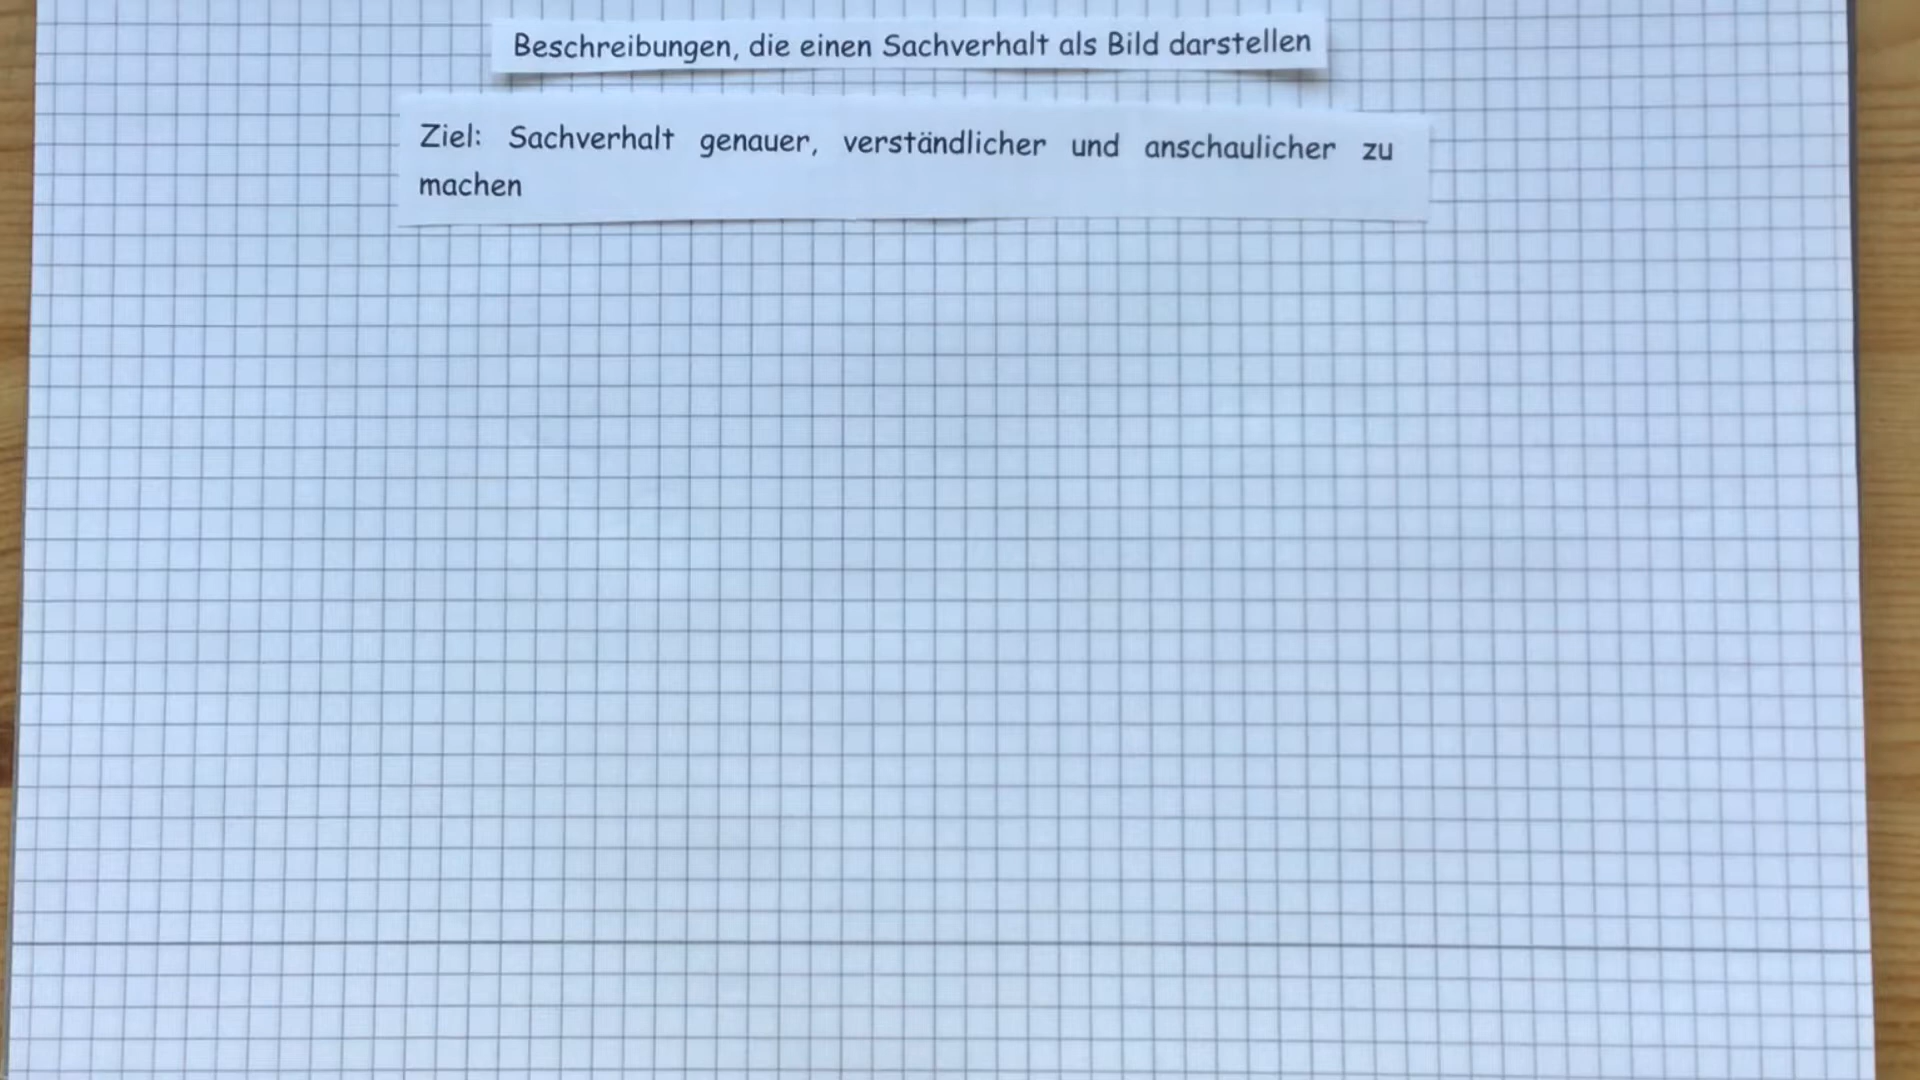 Beschreibungen, die einen Sachverhalt als Bild darstellen
Ziel: Sachverhalt genauer, verständlicher und anschaulicher zu
machen